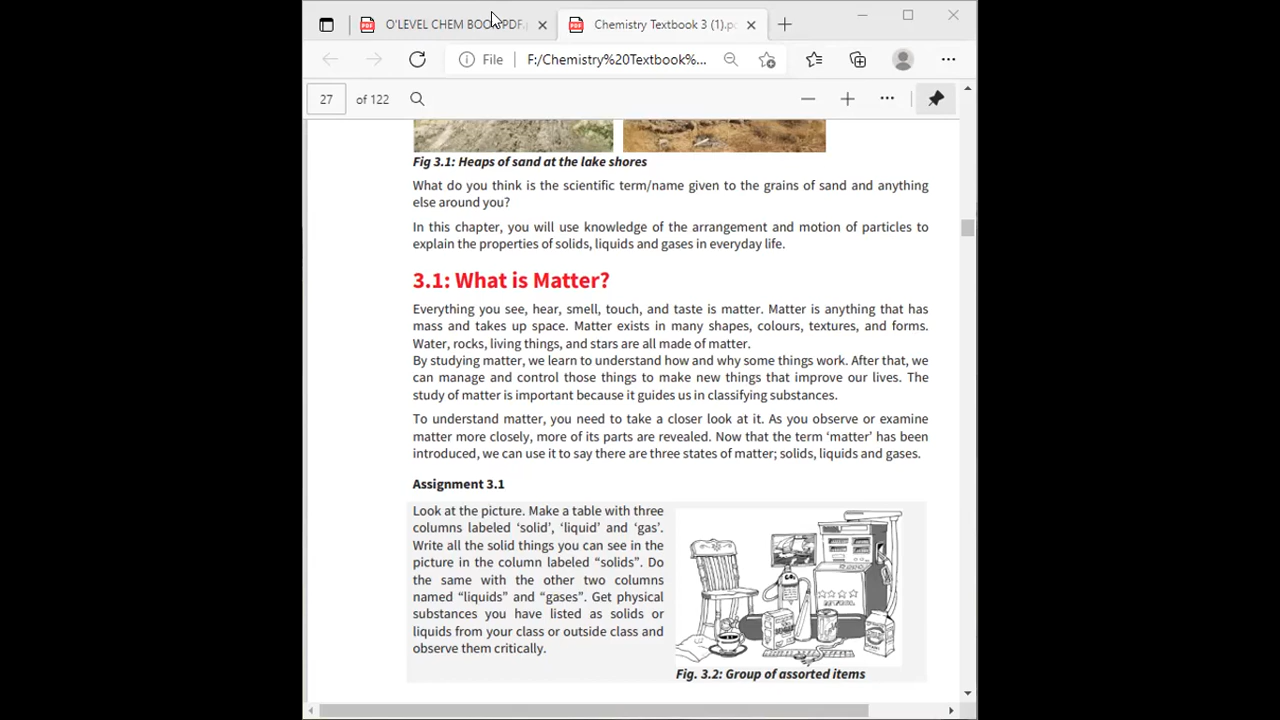 O'LEVEL CHEM BOOK PDF.
Chemistry Textbook 3 (1).pd
File
F:/Chemistry%20Textbook%...
27 of 122
Fig 3.1: Heaps of sand at the lake shores
What do you think is the scientific term/name given to the grains of sand and anything
else around you?
In this chapter, you will use knowledge of the arrangement and motion of particles to
explain the properties of solids, liquids and gases in everyday life.
3.1: What is Matter?
Everything you see, hear, smell, touch, and taste is matter. Matter is anything that has
mass and takes up space. Matter exists in many shapes, colours, textures, and forms.
Water, rocks, living things, and stars are all made of matter.
By studying matter, we learn to understand how and why some things work. After that, we
can manage and control those things to make new things that improve our lives. The
study of matter is important because it guides us in classifying substances.
To understand matter, you need to take a closer look at it. As you observe or examine
matter more closely, more of its parts are revealed. Now that the term ‘matter’ has been
introduced, we can use it to say there are three states of matter; solids, liquids and gases.
Assignment 3.1
Look at the picture. Make a table with three
columns labeled ‘solid’, ‘liquid’ and ‘gas’.
Write all the solid things you can see in the
picture in the column labeled “solids”. Do
the same with the other two columns
named “liquids” and “gases”. Get physical
substances you have listed as solids or
liquids from your class or outside class and
observe them critically.
Fig. 3.2: Group of assorted items